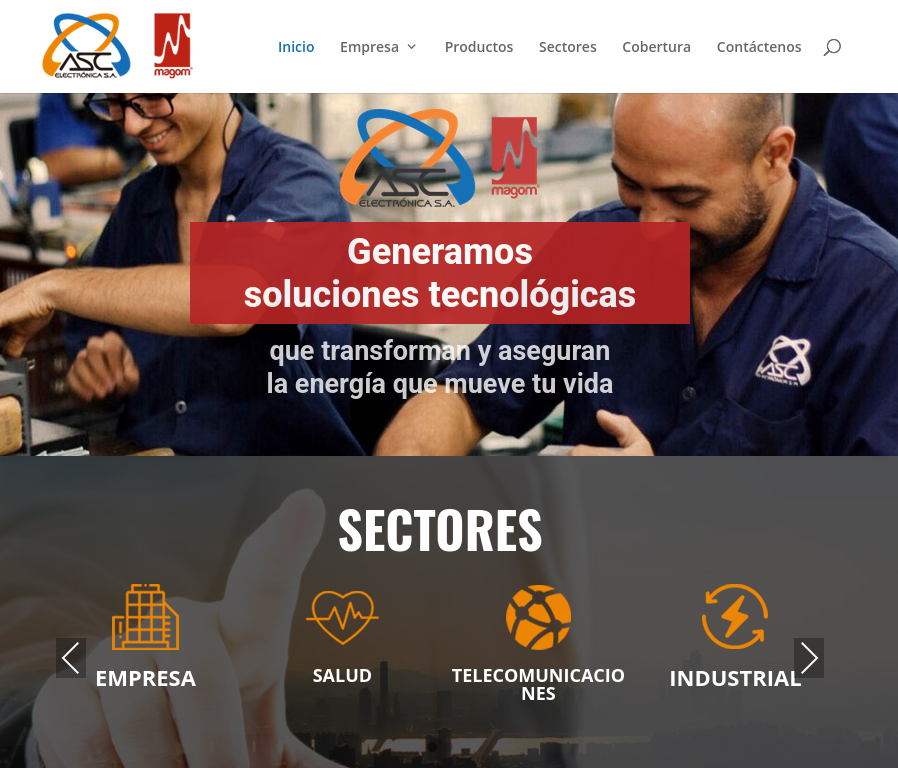 ASC
ELECTRÓNICA S.A.
magom
Inicio
Empresa
Productos
Sectores
Cobertura
Contáctenos
ASC
ELECTRÓNICA S.A.
magom
Generamos
soluciones tecnológicas
que transforman y aseguran
la energía que mueve tu vida
ASC
ELECTRÓNICA S.A.
SECTORES
EMPRESA
SALUD
TELECOMUNICACIO
NES
INDUSTRIAL